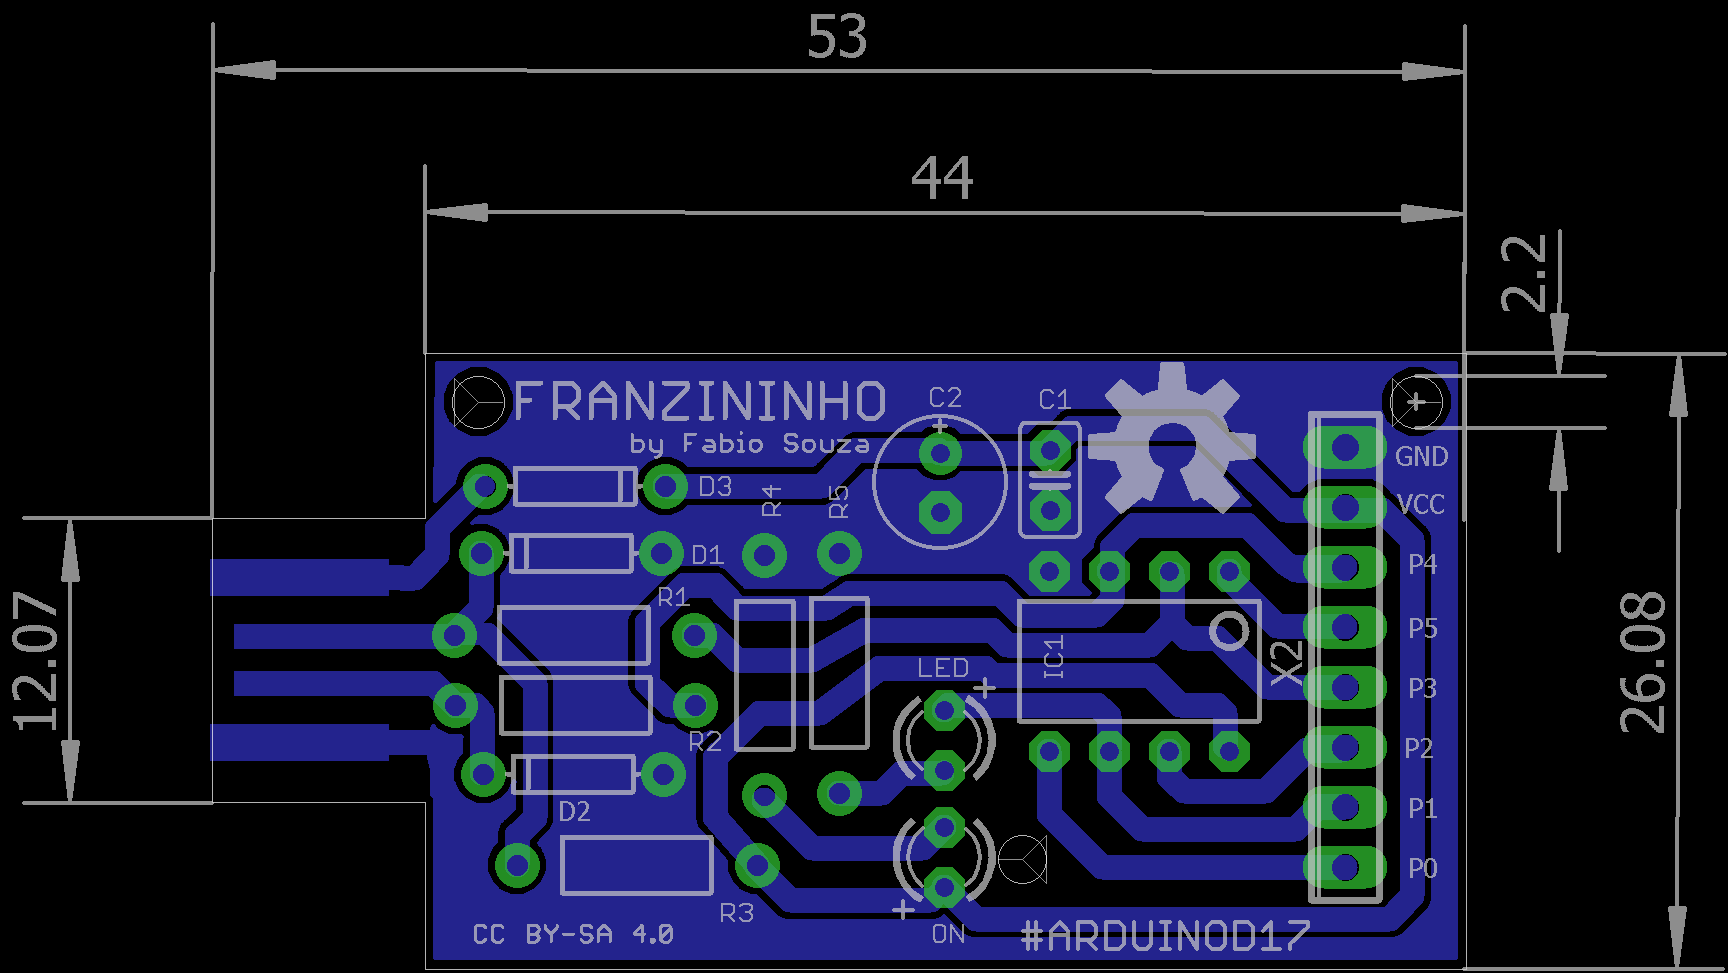 53
44
2.2
FRANZININHO
C2
C1
by Fabio Souza
GND
D3
R4
R5
VCC
D1
P4
R1
12.07
P5
IC1
X2
26.08
LED
P3
R2
P2
D2
P1
P0
R3
CC BY-SA 4.0
ON
#ARDUINOD17